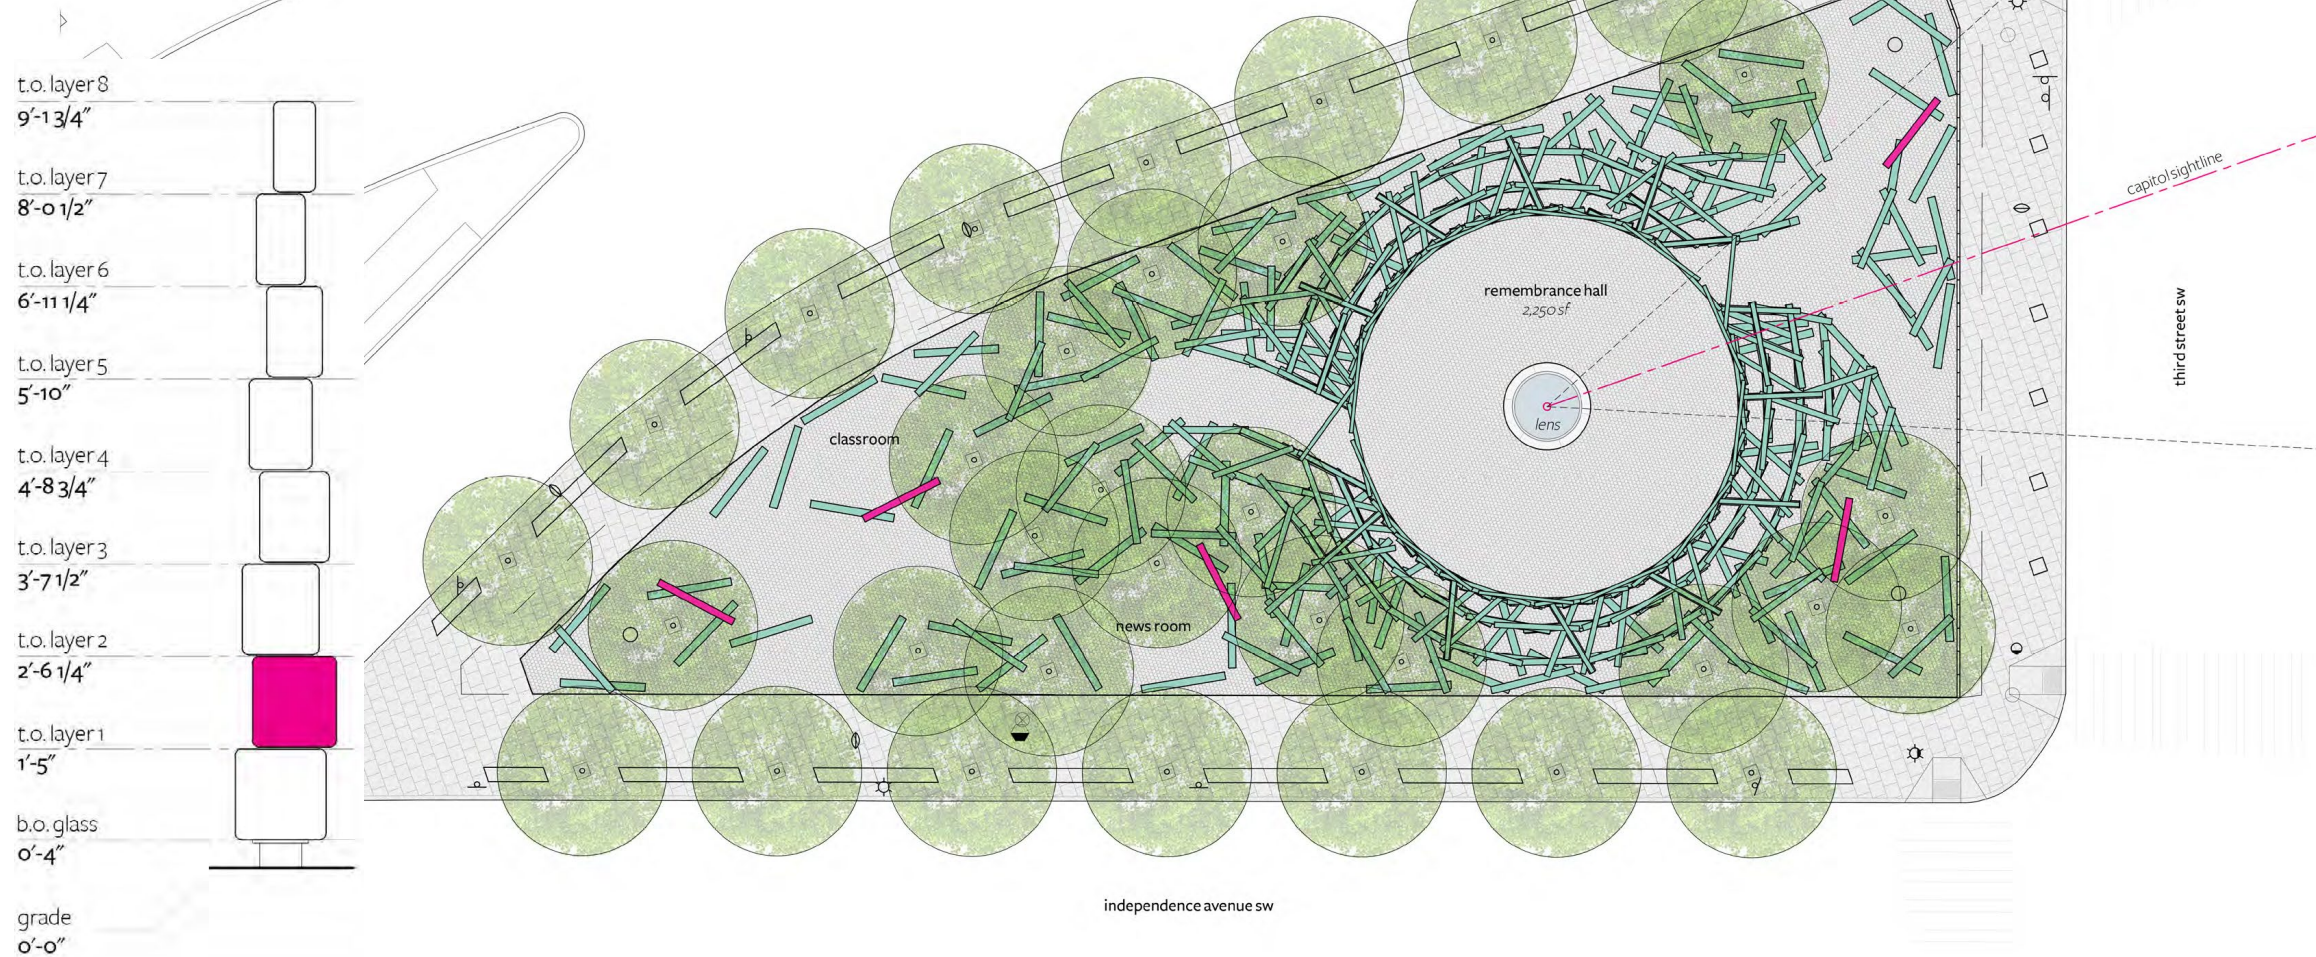 t.o. layer 8
9'-1 3/4"
t.o. layer 7
8'-0 1/2"
t.o. layer 6
6'-11 1/4"
t.o. layer 5
5'-10"
t.o. layer 4
4'-8 3/4"
t.o. layer 3
3'-7 1/2"
t.o. layer 2
2'-6 1/4"
t.o. layer 1
1'-5"
b.o. glass
0'-4"
grade
0'-0"
remembrance hall
2,250 sf
lens
classroom
news room
capitol sightline
third street sw
independence avenue sw